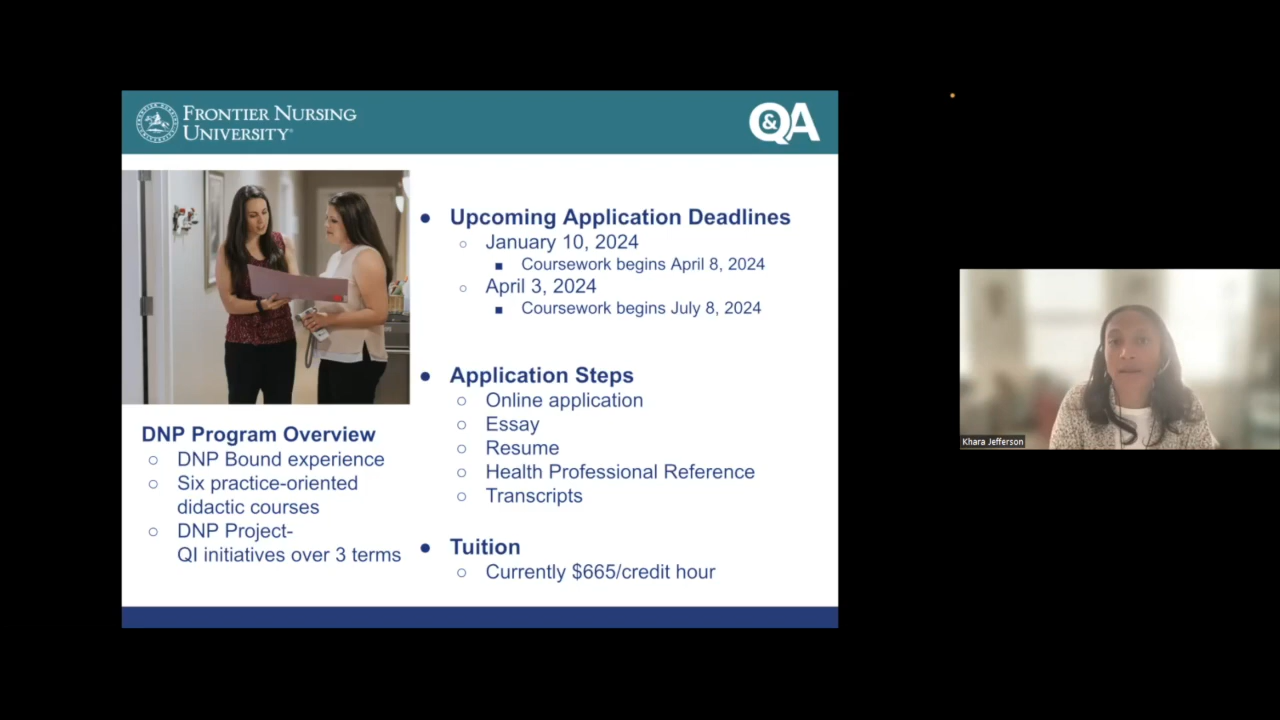 FRONTIER NURSING
UNIVERSITY
Q&A
Upcoming Application Deadlines
January 10, 2024
Coursework begins April 8, 2024
April 3, 2024
Coursework begins July 8, 2024
Application Steps
Online application
Essay
Resume
Health Professional Reference
Transcripts
Tuition
Currently $665/credit hour
DNP Program Overview
DNP Bound experience
Six practice-oriented
didactic courses
DNP Project-
QI initiatives over 3 terms
Khara Jefferson